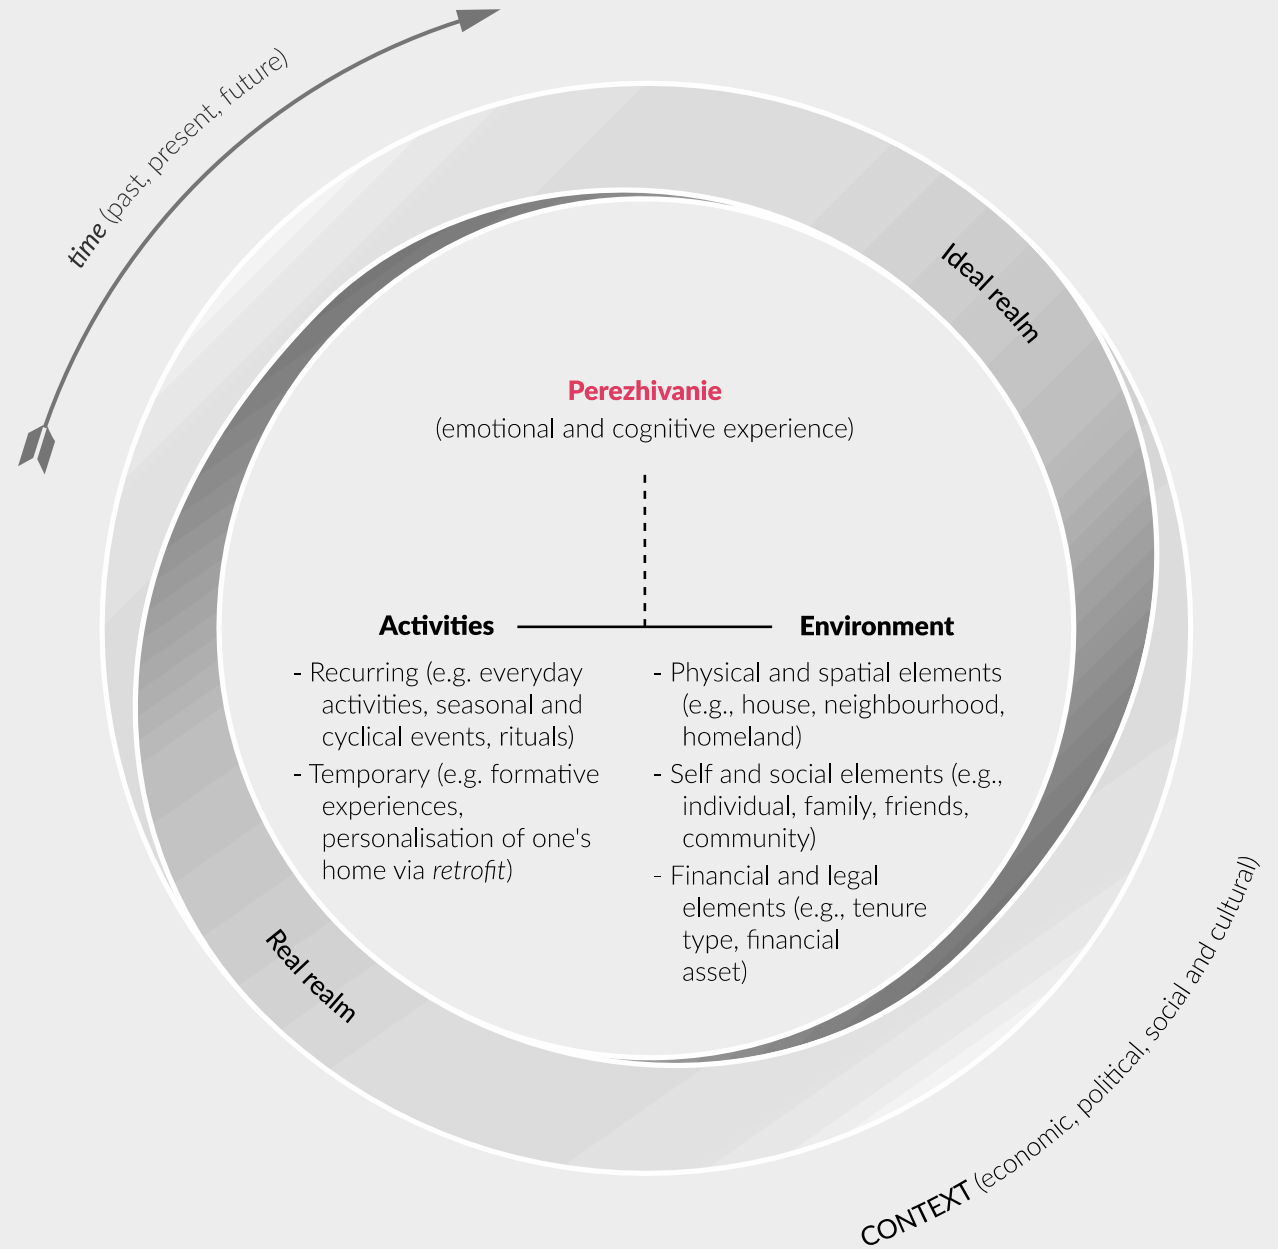 time (past, present, future)
Ideal realm
Perezhivanie
(emotional and cognitive experience)
Activities
- Recurring (e.g. everyday
activities, seasonal and
cyclical events, rituals)
- Temporary (e.g. formative
experiences,
personalisation of one's
home via retrofit)
Environment
- Physical and spatial elements
(e.g., house, neighbourhood,
homeland)
- Self and social elements (e.g.,
individual, family, friends,
community)
- Financial and legal
elements (e.g., tenure
type, financial
asset)
Real realm
CONTEXT (economic, political, social and cultural)